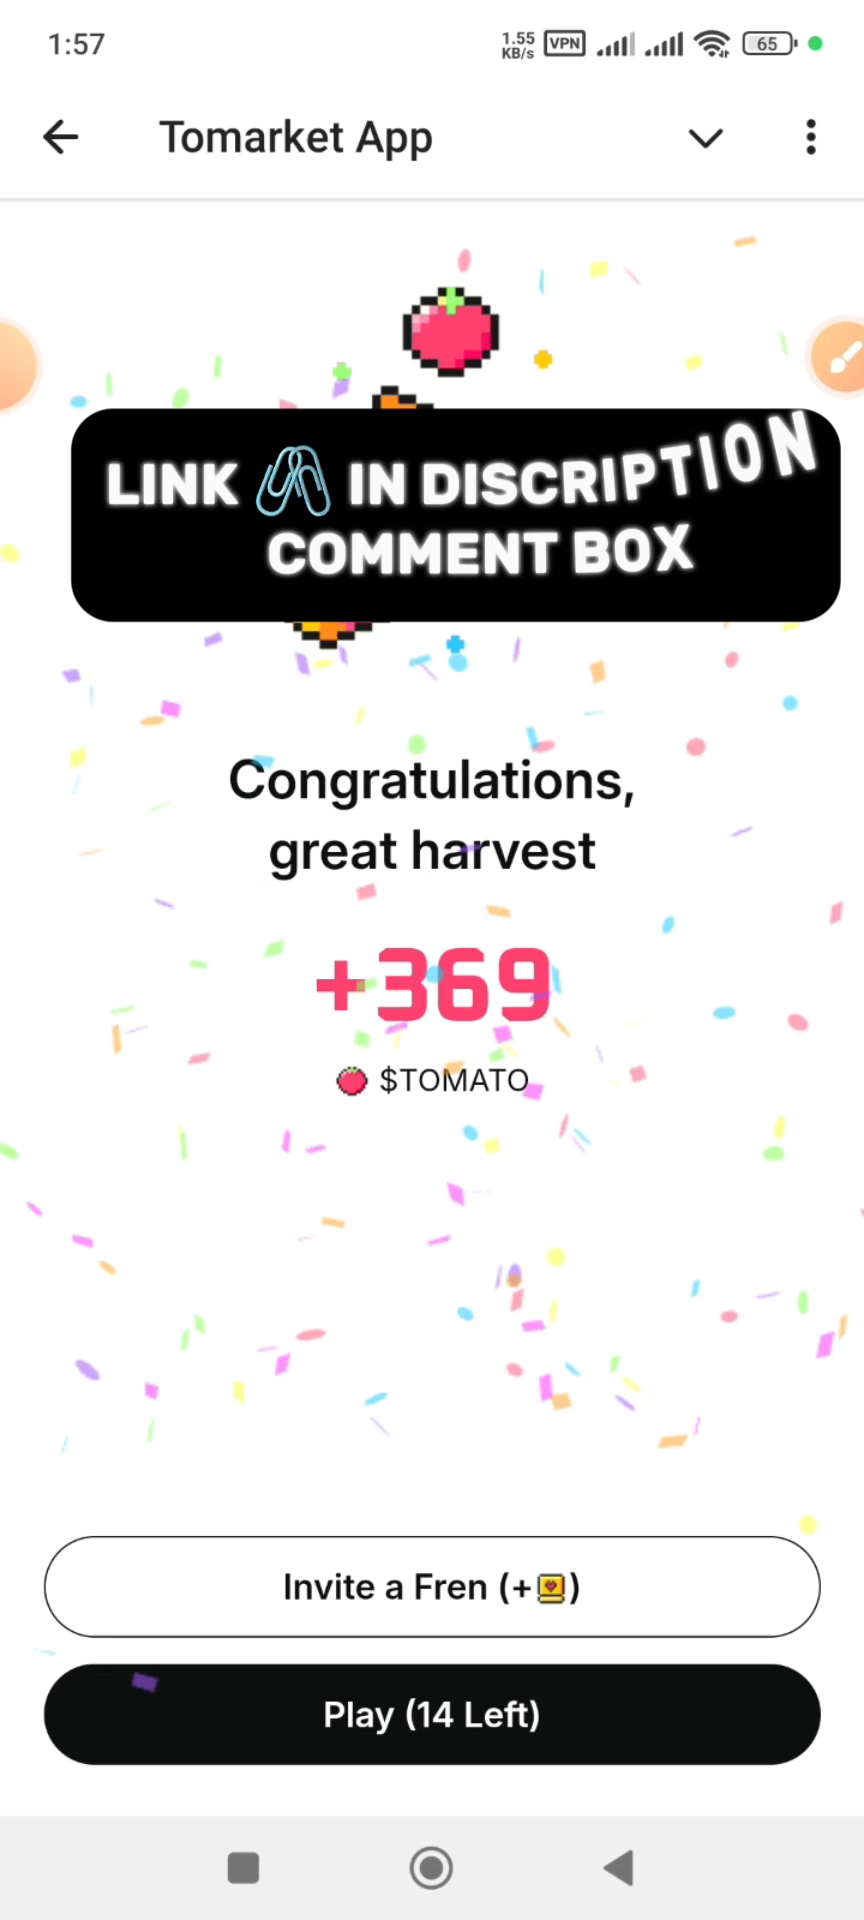 1:57
1.55
KB/s
VPN
65
Tomarket App
LINK IN DISCRIPTION
COMMENT BOX
Congratulations,
great harvest
+369
$TOMATO
Invite a Fren (+)
Play (14 Left)